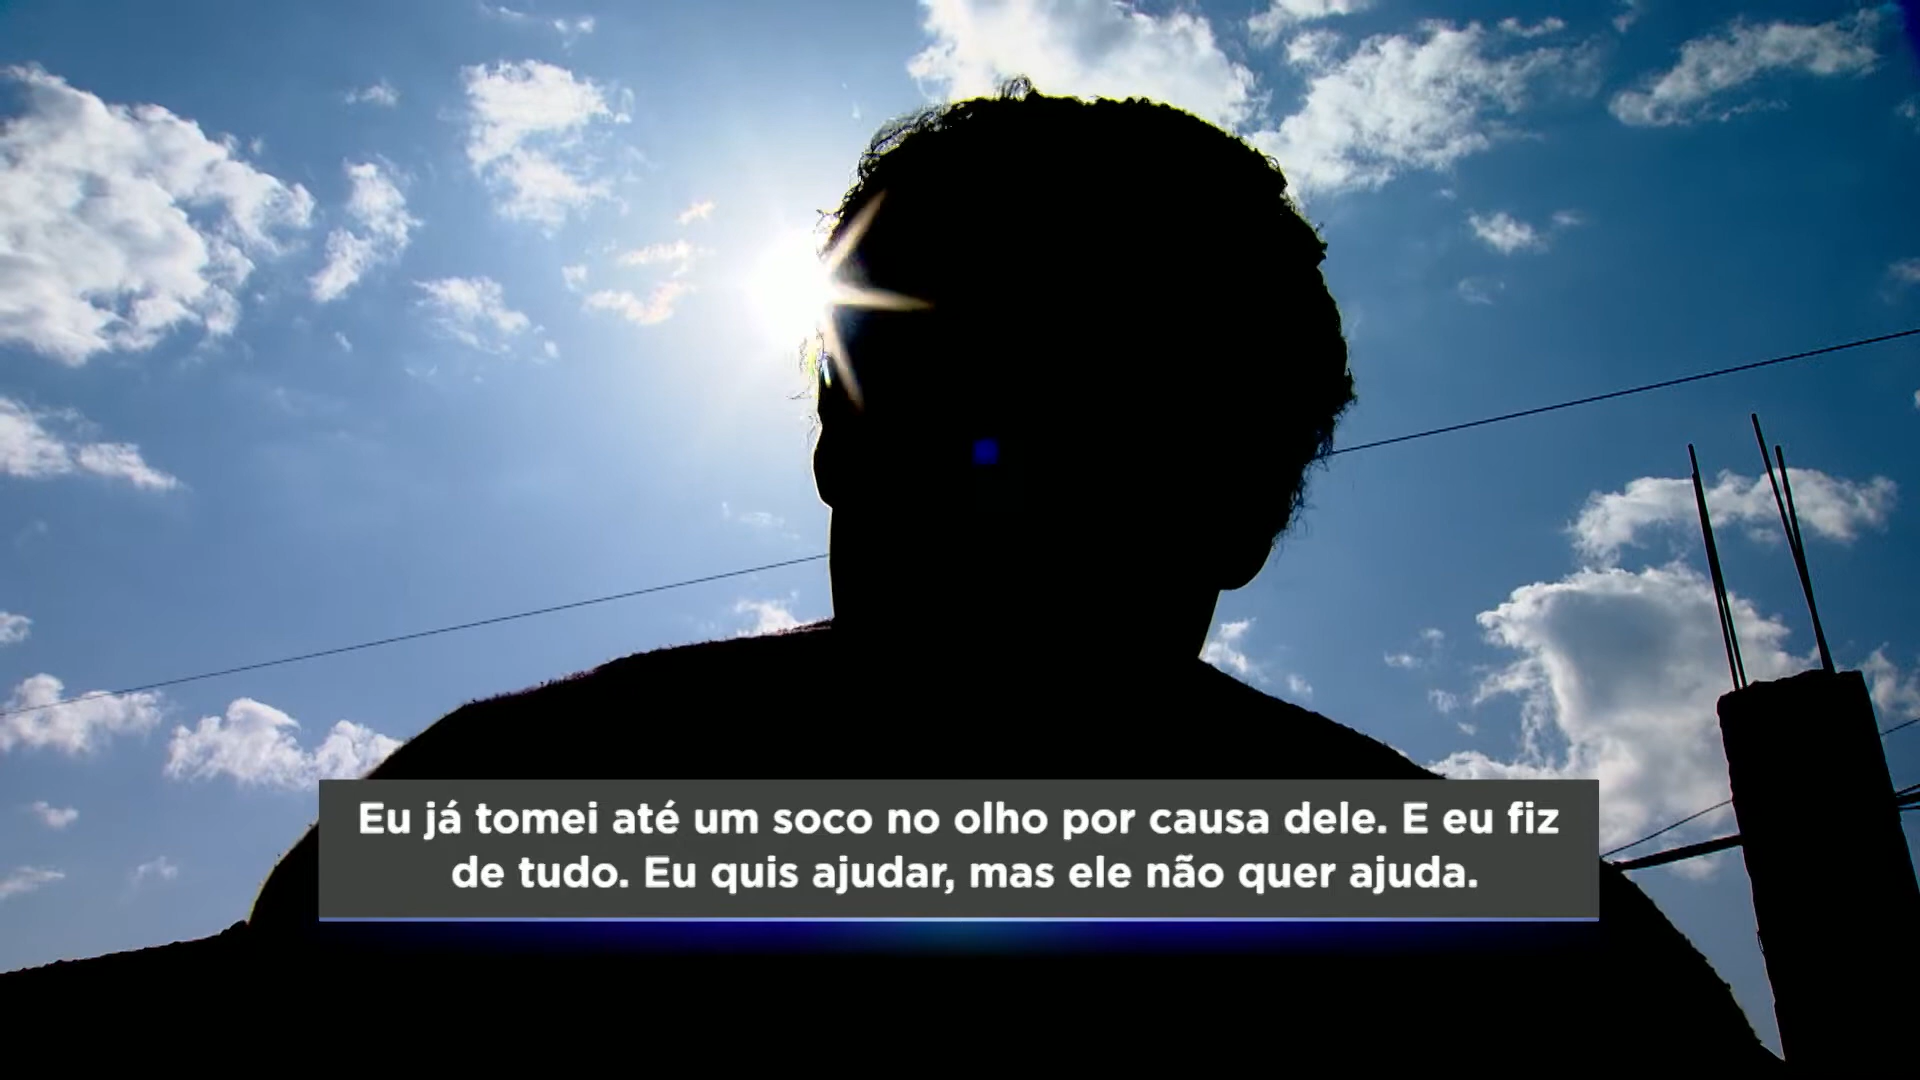 Eu já tomei até um soco no olho por causa dele. E eu fiz
de tudo. Eu quis ajudar, mas ele não quer ajuda.